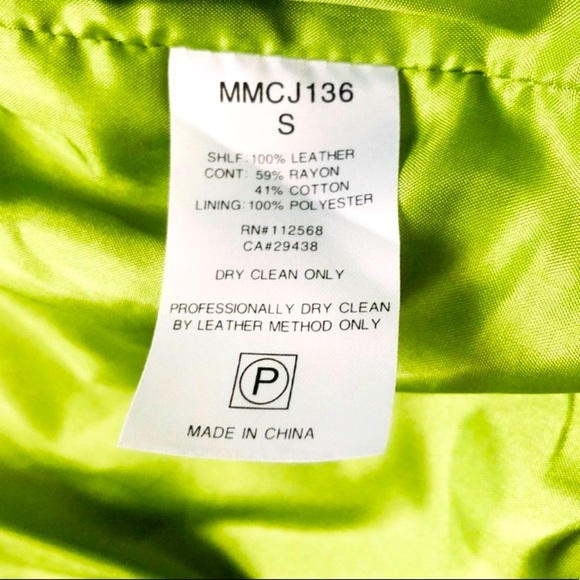 MMCJ136
S
SHLF:100% LEATHER
CONT: 59% RAYON
41% COTTON
LINING:100% POLYESTER
RN#112568
CA#29438
DRY CLEAN ONLY
PROFESSIONALLY DRY CLEAN
BY LEATHER METHOD ONLY
P
MADE IN CHINA